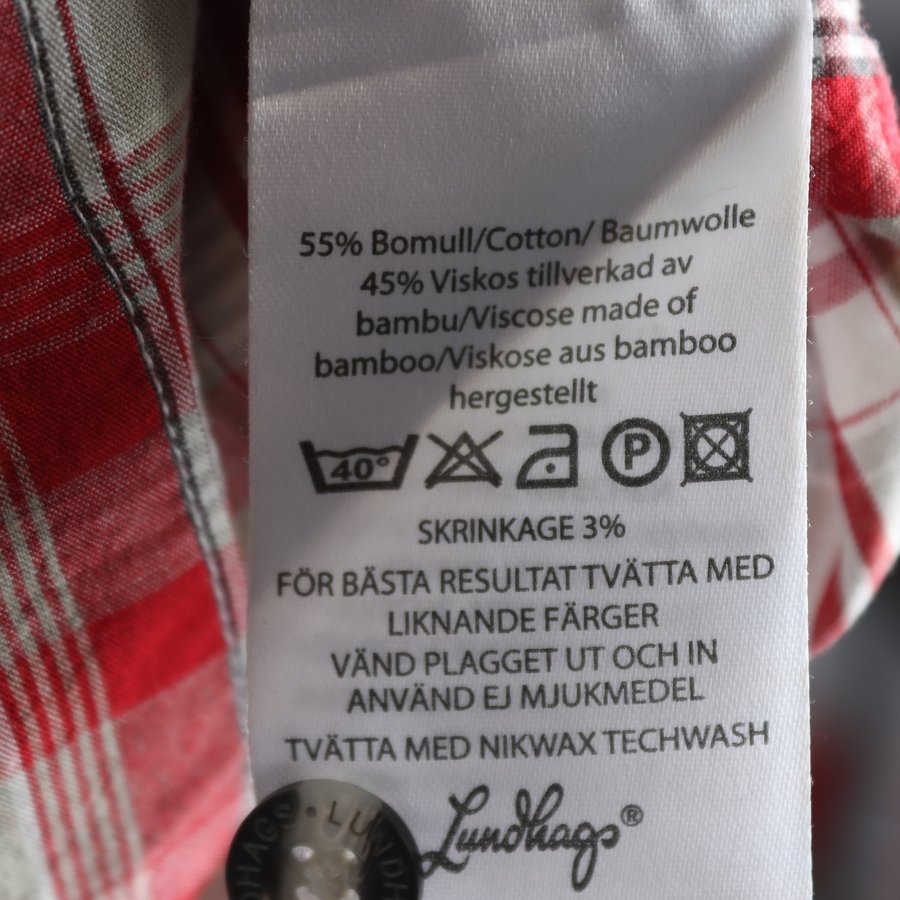 55% Bomull/Cotton/ Baumwolle
45% Viskos tillverkad av
bambu/Viscose made of
bamboo/Viskose aus bamboo
hergestellt
40°
P
SKRINKAGE 3%
FÖR BÄSTA RESULTAT TVÄTTA MED
LIKNANDE FÄRGER
VÄND PLAGGET UT OCH IN
ANVÄND EJ MJUKMEDEL
TVÄTTA MED NIKWAX TECHWASH
Lundhags®